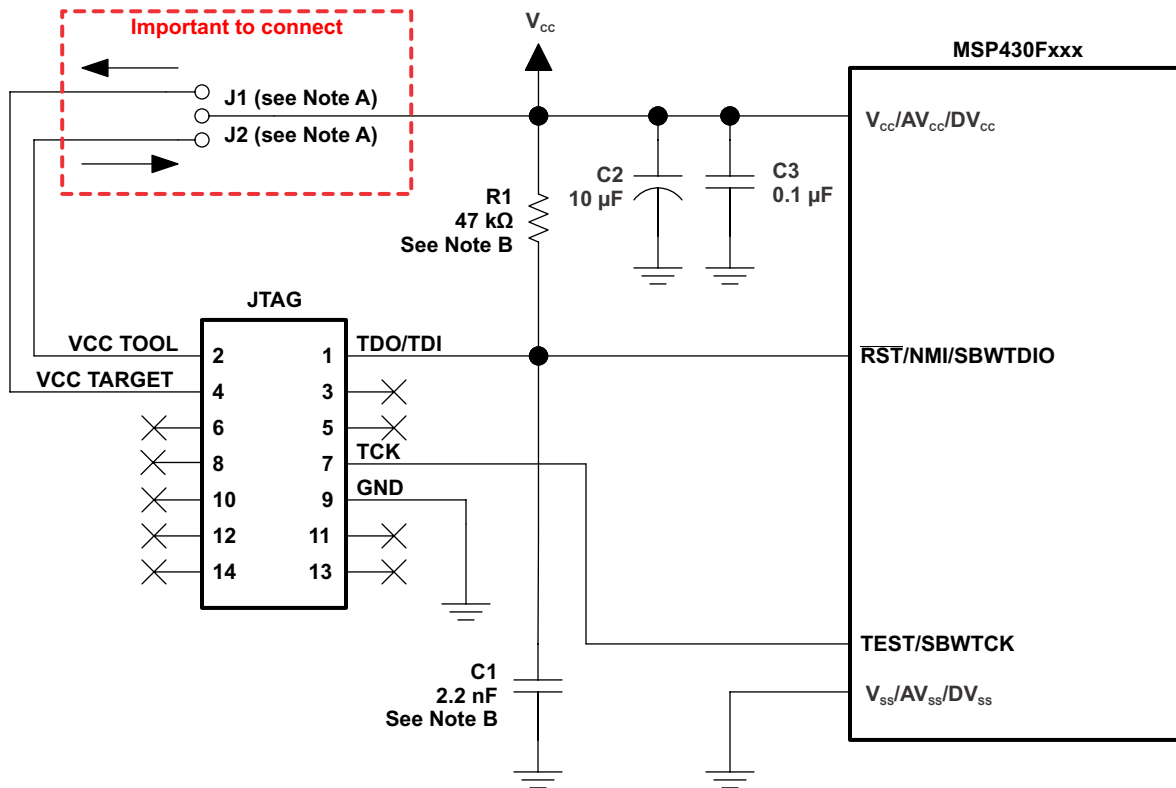 Important to connect
J1 (see Note A)
J2 (see Note A)
Vcc
MSP430Fxxx
Vcc/AVcc/DVcc
C2
10 µF
C3
0.1 µF
R1
47 kΩ
See Note B
JTAG
VCC TOOL
2
1
TDO/TDI
RST/NMI/SBWTDIO
VCC TARGET
4
3
6
5
8
7
TCK
10
9
GND
12
11
14
13
TEST/SBWTCK
C1
2.2 nF
See Note B
Vss/AVss/DVss